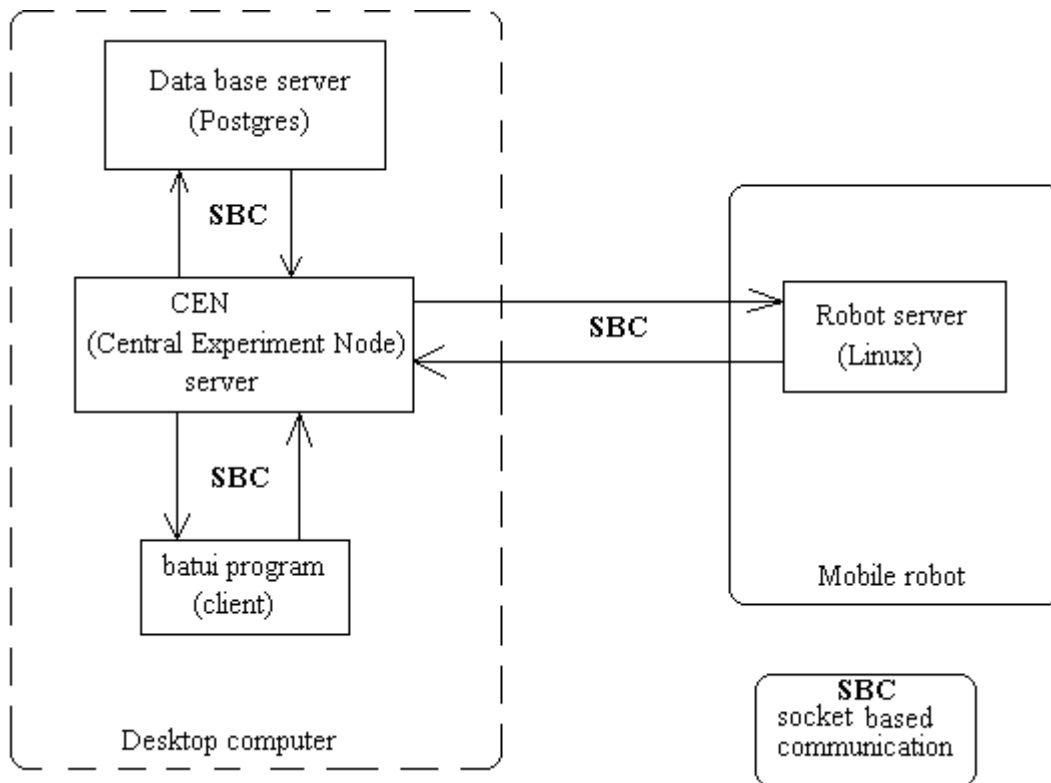 Data base server
(Postgres)
SBC
CEN
(Central Experiment Node)
server
SBC
batui program
(client)
Desktop computer
SBC
Robot server
(Linux)
Mobile robot
SBC
socket based
communication